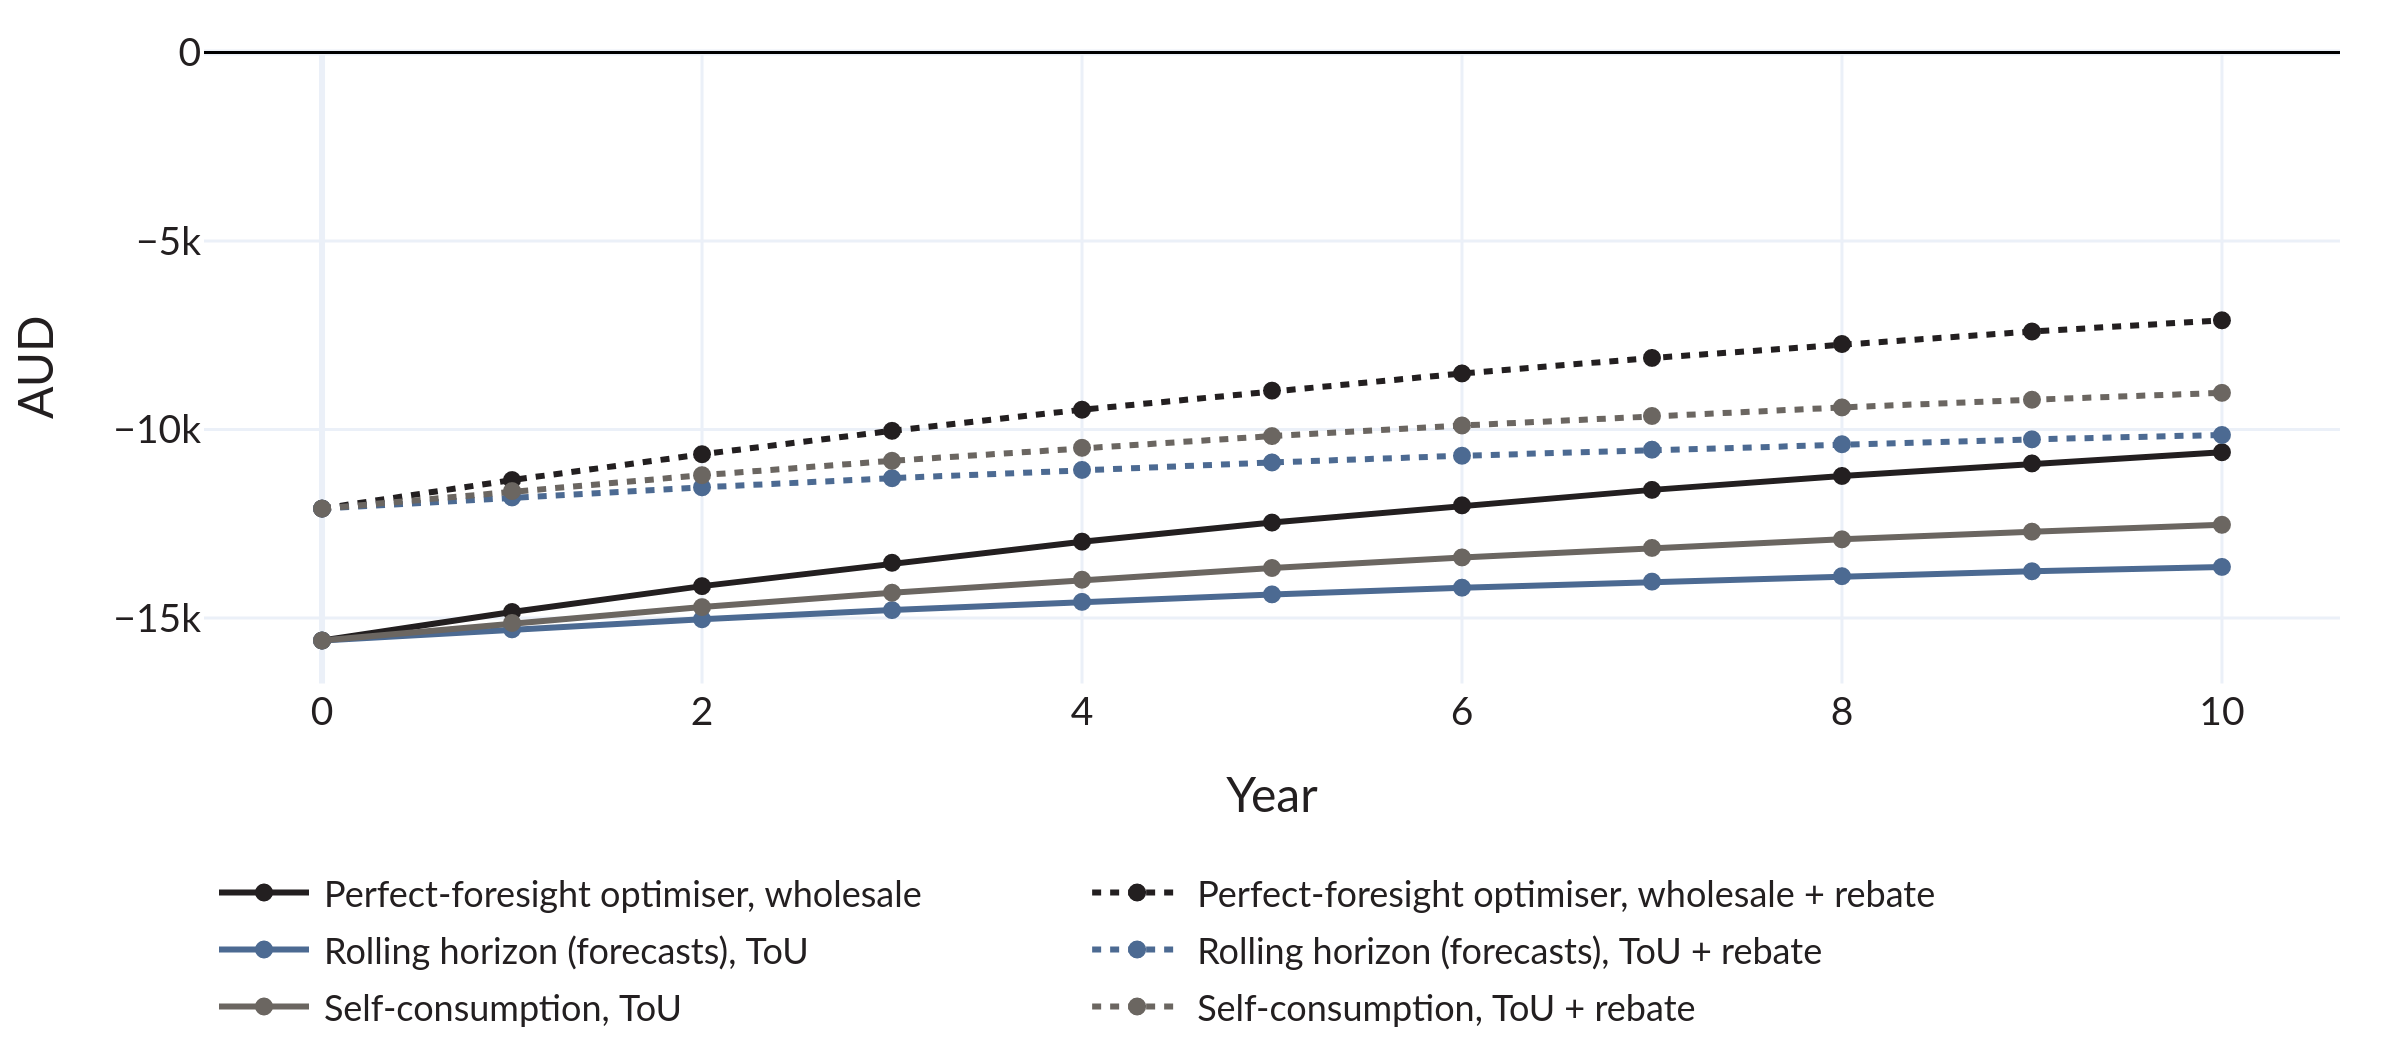 0
−5k
−10k
−15k
AUD
0 2 4 6 8 10
Year
Perfect-foresight optimiser, wholesale
Perfect-foresight optimiser, wholesale + rebate
Rolling horizon (forecasts), ToU
Rolling horizon (forecasts), ToU + rebate
Self-consumption, ToU
Self-consumption, ToU + rebate